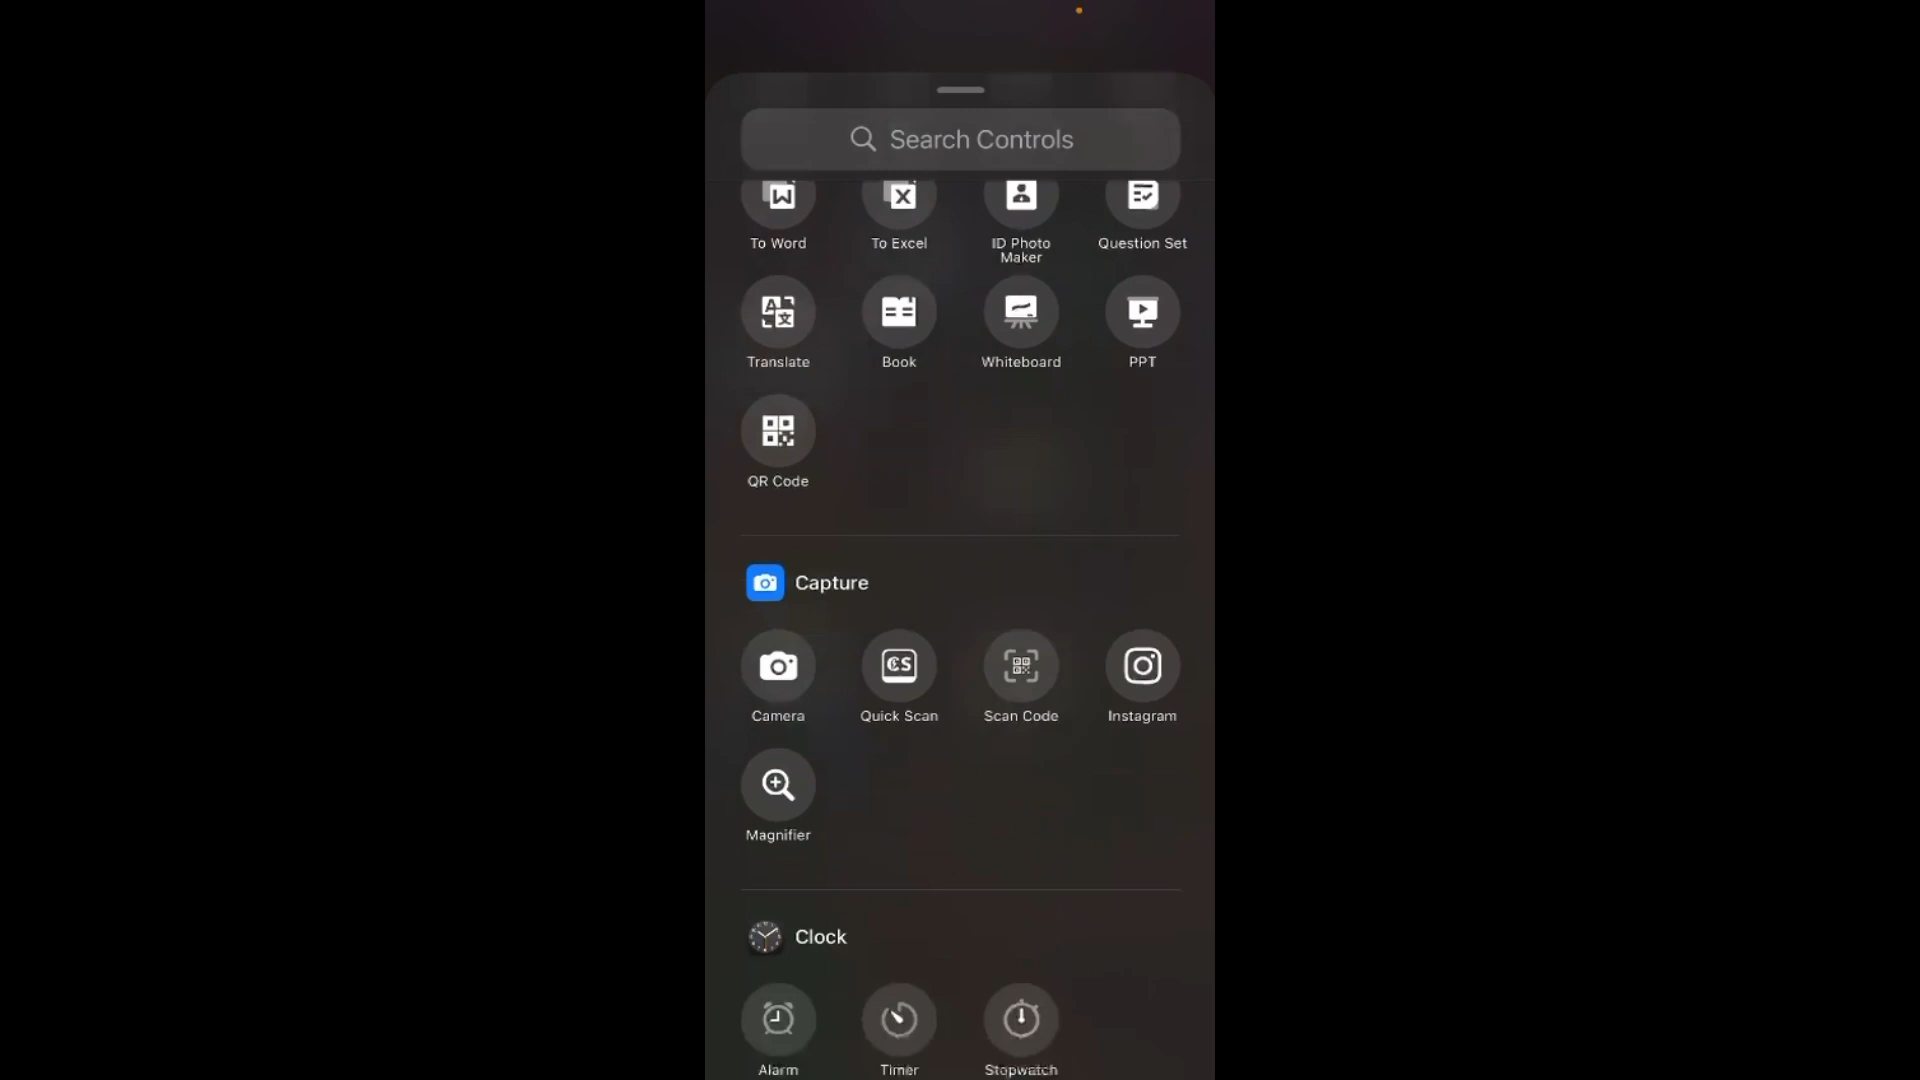 Search Controls
To Word
To Excel
ID Photo
Maker
Question Set
Translate
Book
Whiteboard
PPT
QR Code
Capture
CS
Camera
Quick Scan
Scan Code
Instagram
Magnifier
Clock
Alarm
Timer
Stopwatch